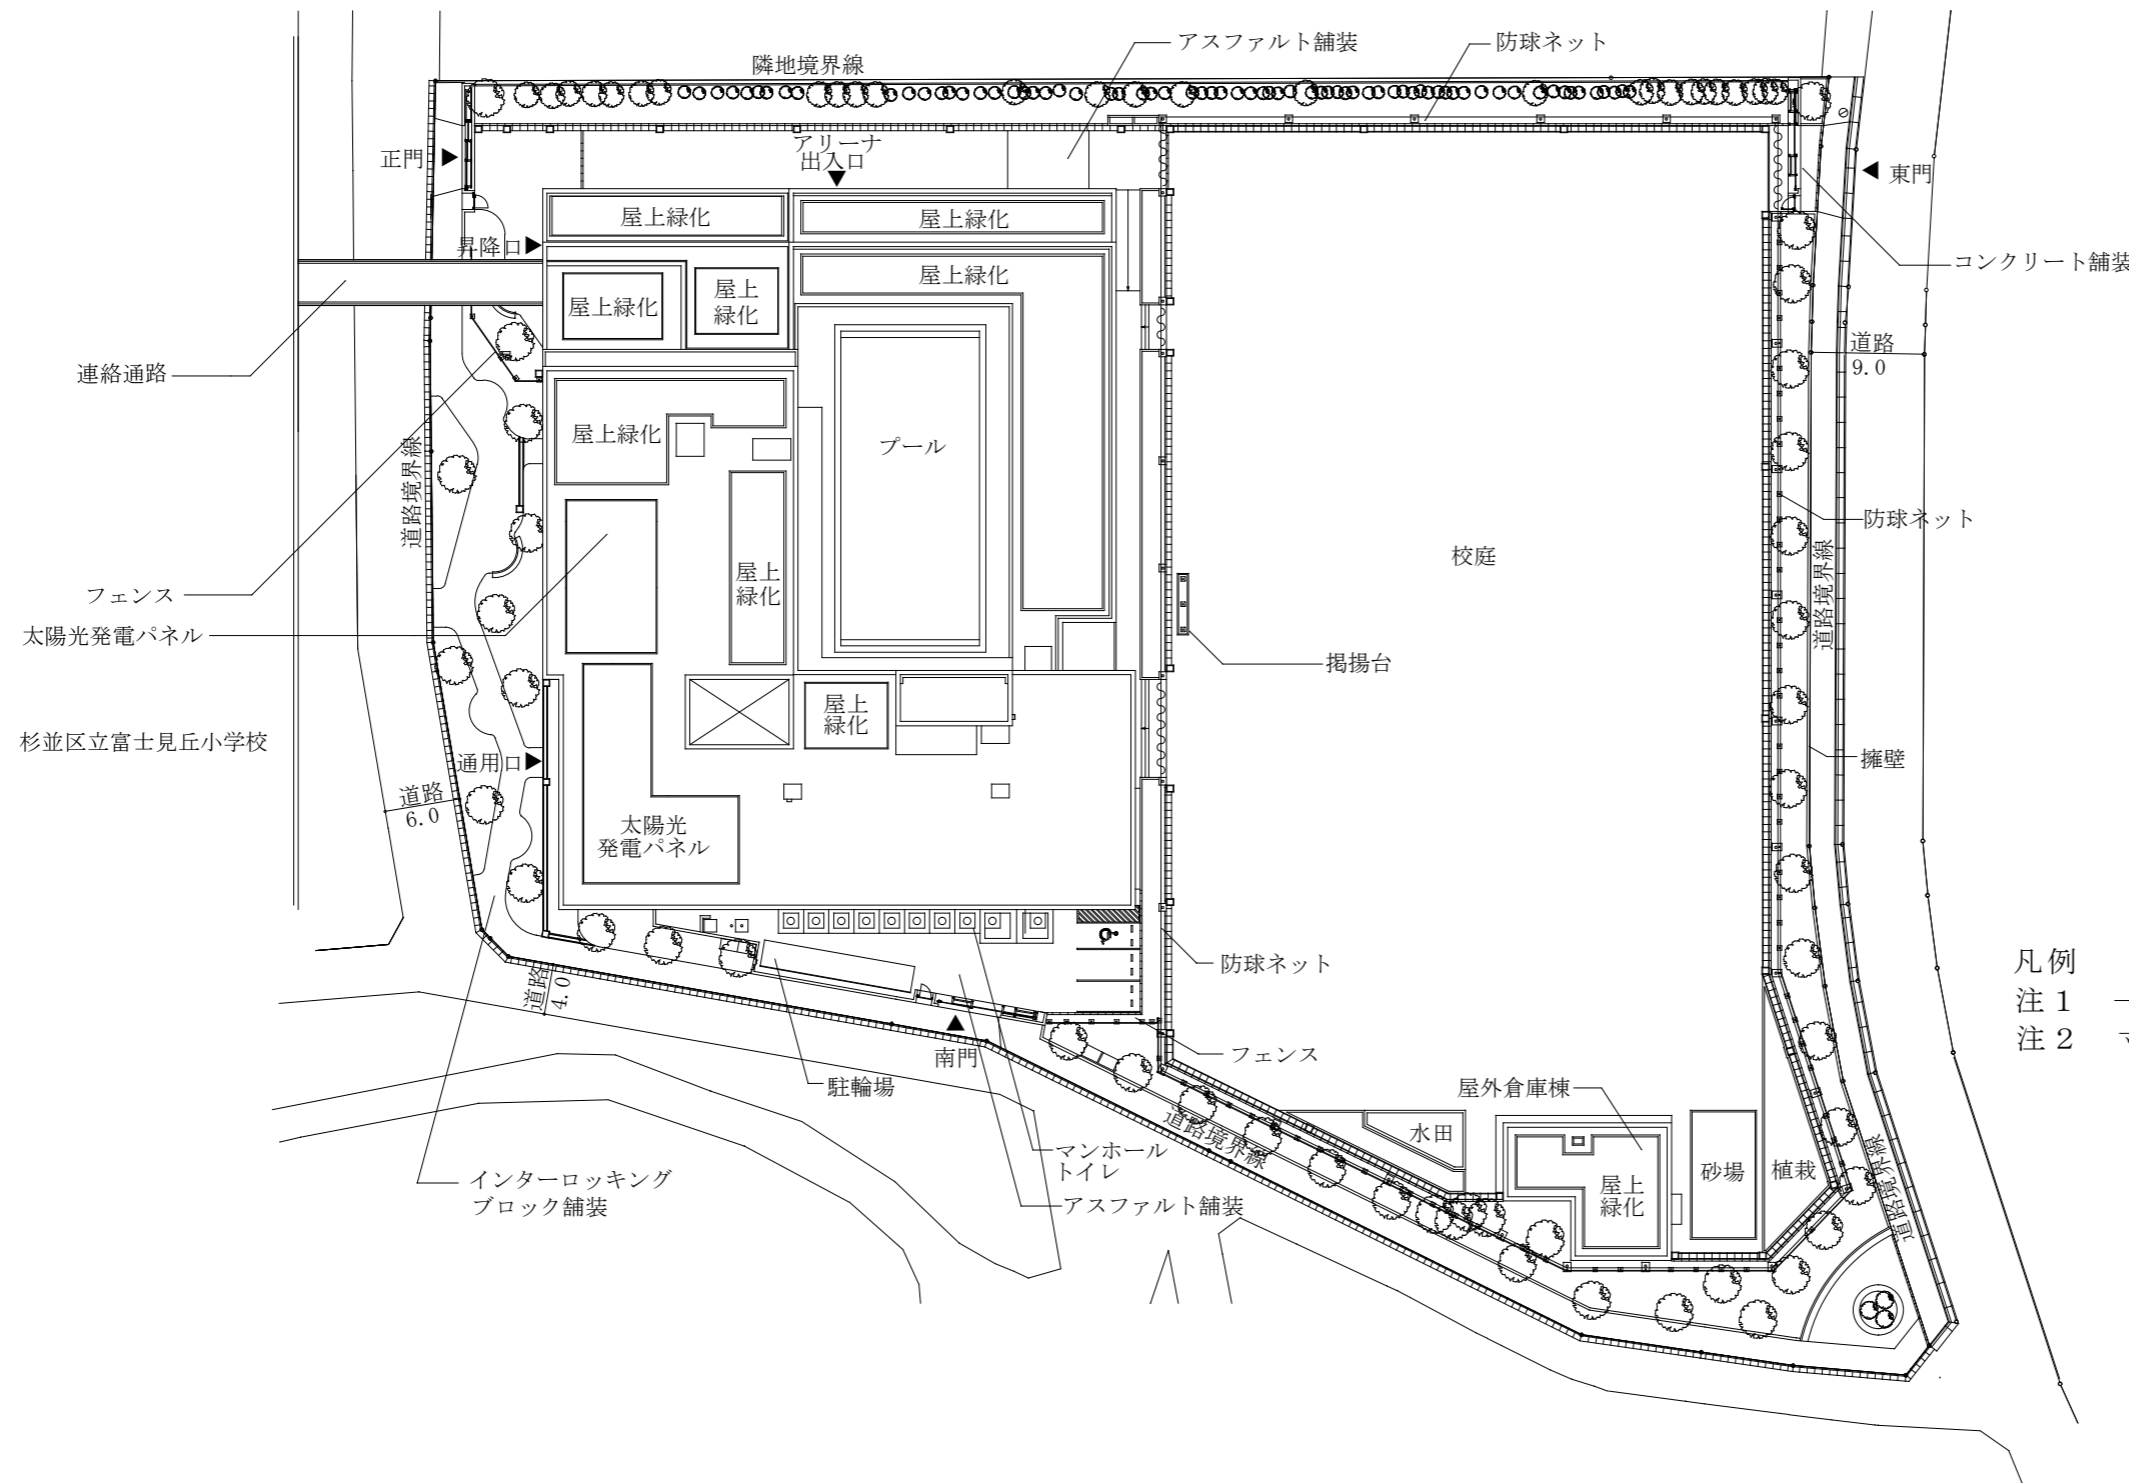 アスファルト舗装
防球ネット
隣地境界線
正門
アリーナ
出入口
東門
屋上緑化
屋上緑化
昇降口
コンクリート舗装
屋上緑化
屋上緑化
屋上
緑化
道路
9.0
連絡通路
屋上緑化
プール
道路境界線
防球ネット
校庭
屋上
緑化
フェンス
道路境界線
太陽光発電パネル
掲揚台
屋上
緑化
杉並区立富士見丘小学校
通用口
擁壁
道路
6.0
太陽光
発電パネル
防球ネット
凡例
道路
4.0
注1
注2
南門
フェンス
駐輪場
屋外倉庫棟
道路境界線
水田
マンホール
トイレ
インターロッキング
ブロック舗装
砂場
植栽
屋上
緑化
アスファルト舗装
道路境界線